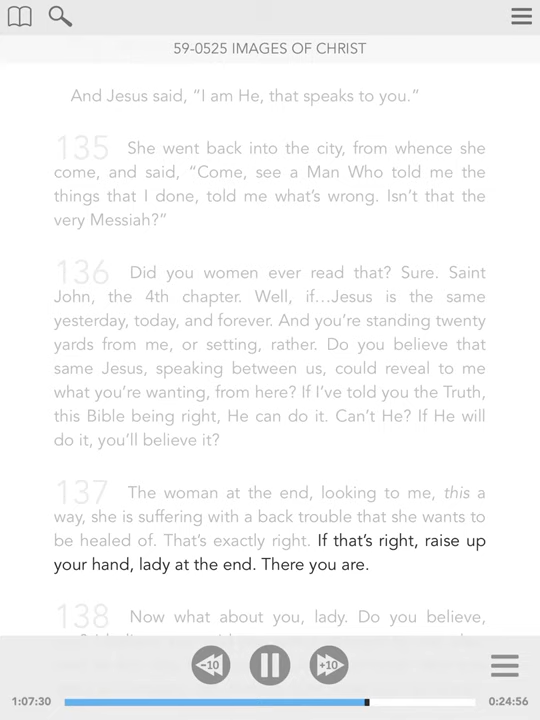 59-0525 IMAGES OF CHRIST
And Jesus said, "I am He, that speaks to you."
135 She went back into the city, from whence she
come, and said, "Come, see a Man Who told me the
things that I done, told me what's wrong. Isn't that the
very Messiah?"
136 Did you women ever read that? Sure. Saint
John, the 4th chapter. Well, if…Jesus is the same
yesterday, today, and forever. And you're standing twenty
yards from me, or setting, rather. Do you believe that
same Jesus, speaking between us, could reveal to me
what you're wanting, from here? If I've told you the Truth,
this Bible being right, He can do it. Can't He? If He will
do it, you'll believe it?
137 The woman at the end, looking to me, this a
way, she is suffering with a back trouble that she wants to
be healed of. That's exactly right. If that's right, raise up
your hand, lady at the end. There you are.
138 Now what about you, lady. Do you believe,
-10
+10
1:07:30
0:24:56